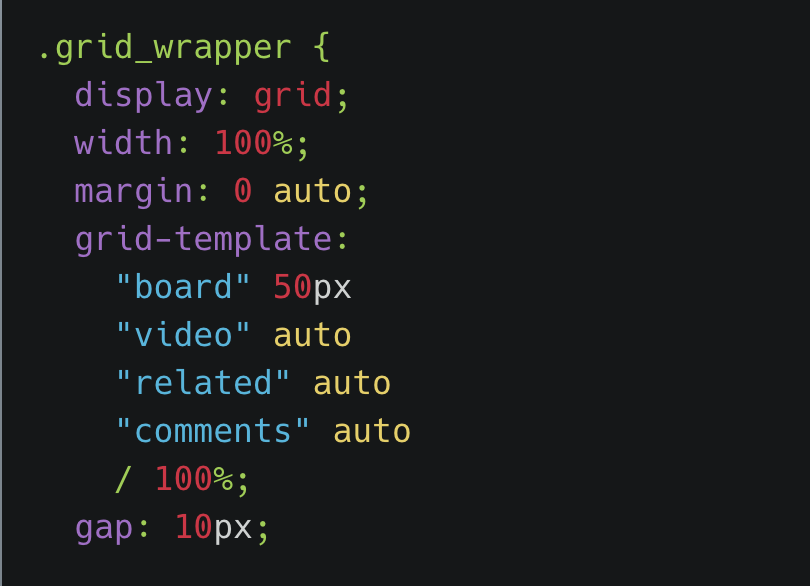 .grid_wrapper {
  display: grid;
  width: 100%;
  margin: 0 auto;
  grid-template:
    "board" 50px
    "video" auto
    "related" auto
    "comments" auto
    / 100%;
  gap: 10px;